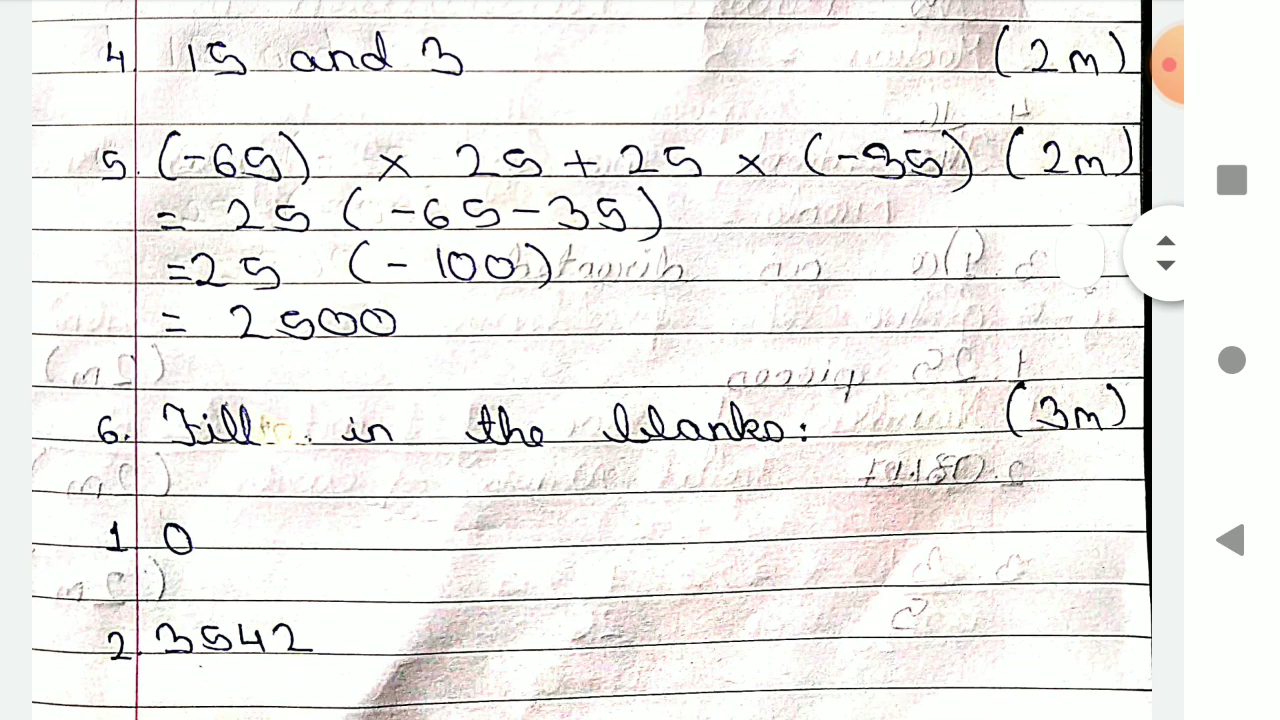 4. 15 and 3 (2m)
5. (-65) × 25 + 25 × (-35) (2m)
= 25 (-65-35)
=25 (-100)
= 2500
6. Fill in the blanks: (3m)
1 0
2. 3542